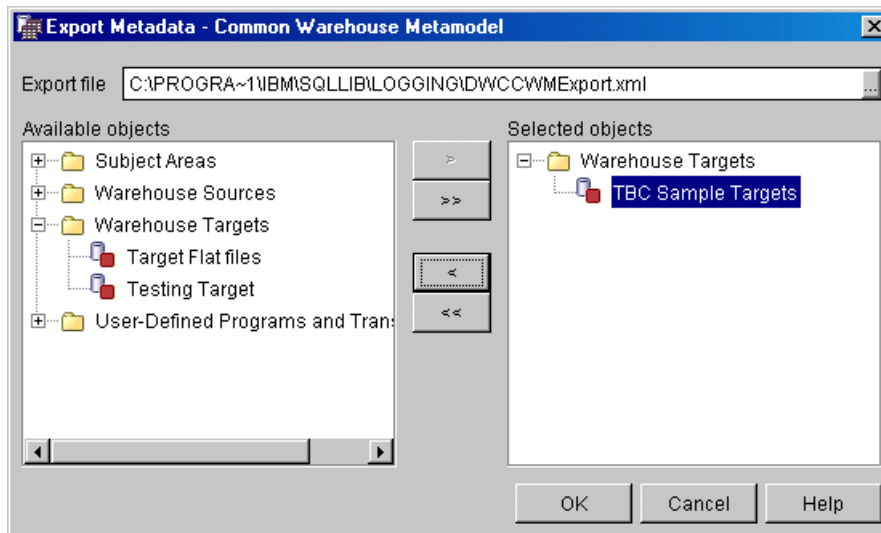 Export Metadata - Common Warehouse Metamodel
Export file C:\PROGRA~1\IBM\SQLLIB\LOGGING\DWCCWMExport.xml ...
Available objects
Subject Areas
Warehouse Sources
Warehouse Targets
Target Flat files
Testing Target
User-Defined Programs and Trans
>
>>
<
<<
Selected objects
Warehouse Targets
TBC Sample Targets
OK Cancel Help